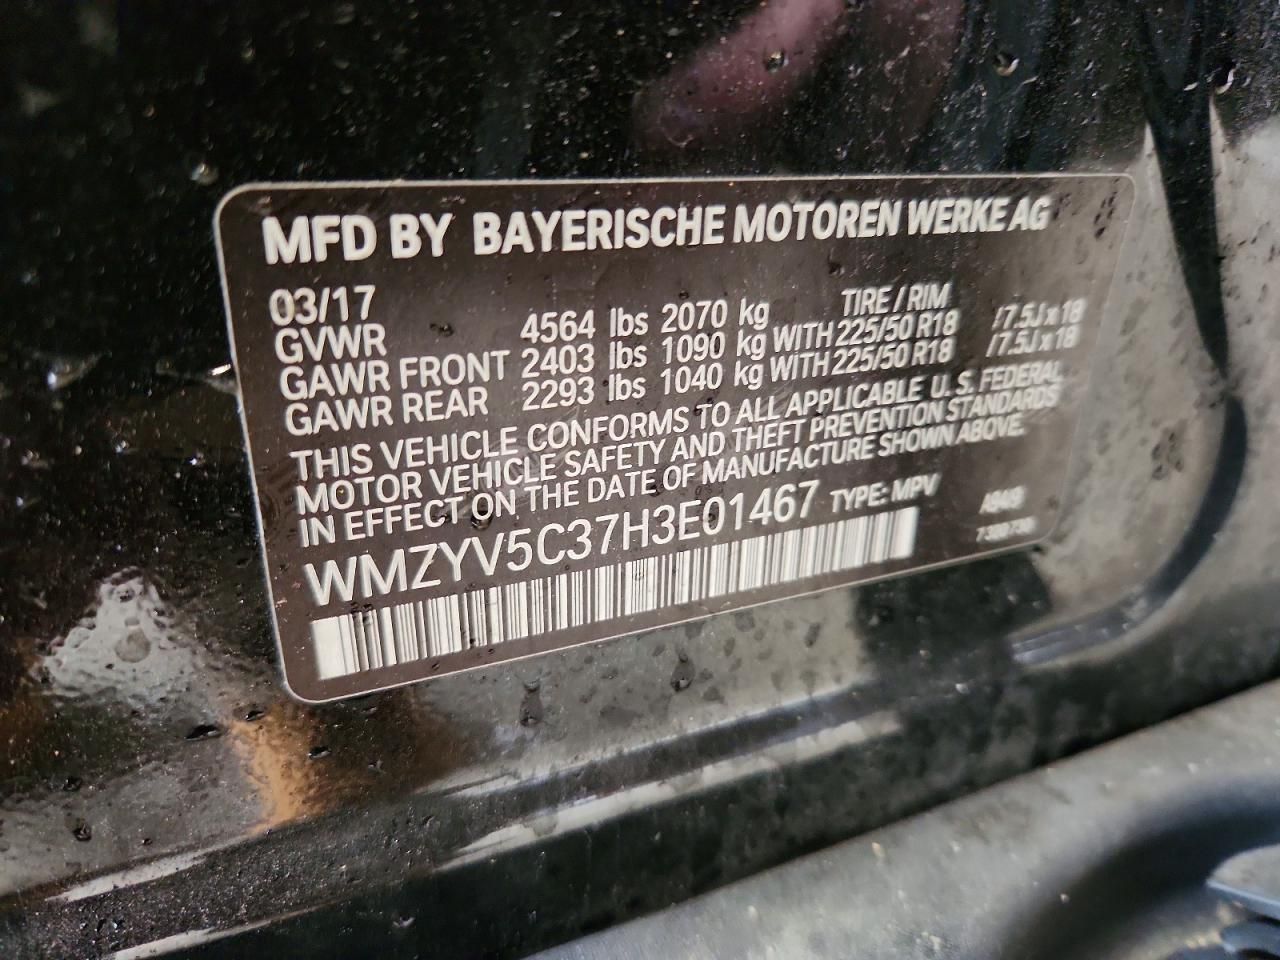 MFD BY BAYERISCHE MOTOREN WERKE AG
03/17 TIRE / RIM
GVWR 4564 lbs 2070 kg
GAWR FRONT 2403 lbs 1090 kg WITH 225/50 R18 /7.5J x 18
GAWR REAR 2293 lbs 1040 kg WITH 225/50 R18 /7.5J x 18
THIS VEHICLE CONFORMS TO ALL APPLICABLE U.S. FEDERAL
MOTOR VEHICLE SAFETY AND THEFT PREVENTION STANDARDS
IN EFFECT ON THE DATE OF MANUFACTURE SHOWN ABOVE.
WMZYV5C37H3E01467 TYPE: MPV